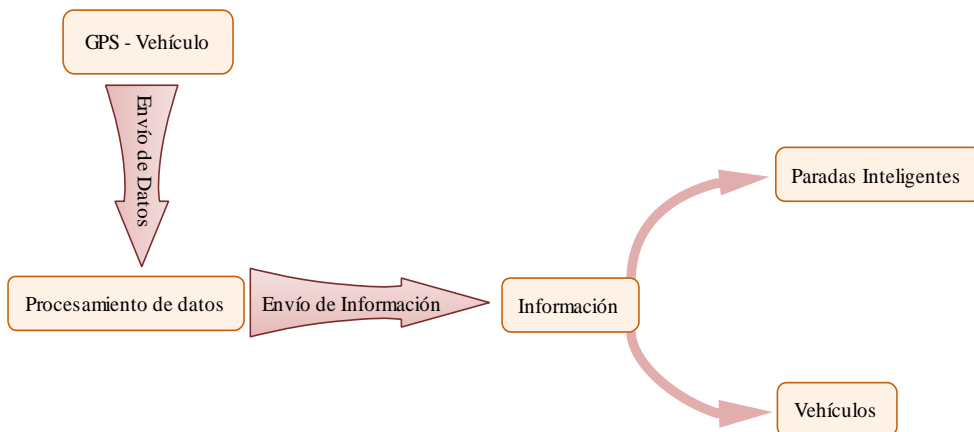 GPS - Vehículo
Envío de Datos
Procesamiento de datos
Envío de Información
Información
Paradas Inteligentes
Vehículos